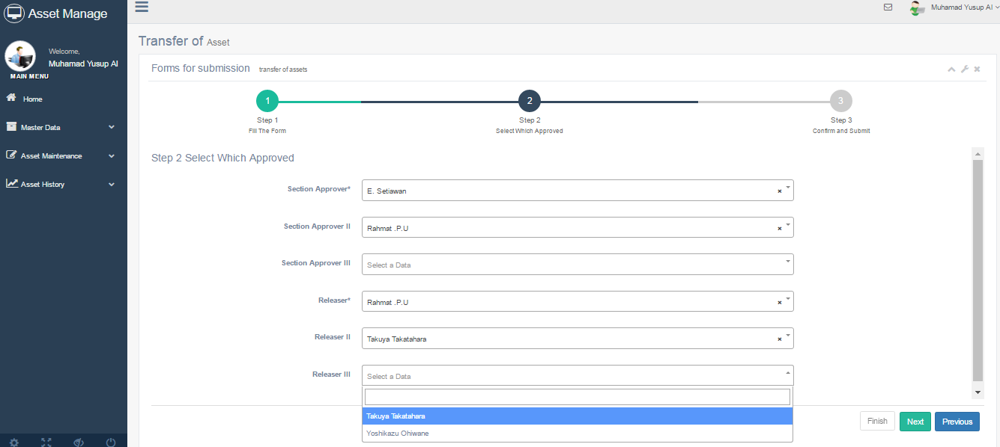 Asset Manage
Muhamad Yusup Al
Welcome,
Muhamad Yusup Al
MAIN MENU
Home
Master Data
Asset Maintenance
Asset History
Transfer of Asset
Forms for submission transfer of assets
1
2
3
Step 1
Step 2
Step 3
Fill The Form
Select Which Approved
Confirm and Submit
Step 2 Select Which Approved
Section Approver* E. Setiawan ×
Section Approver II Rahmat .P.U ×
Section Approver III Select a Data
Releaser* Rahmat .P.U ×
Releaser II Takuya Takatahara ×
Releaser III Select a Data
Takuya Takatahara
Yoshikazu Ohiwane
Finish Next Previous